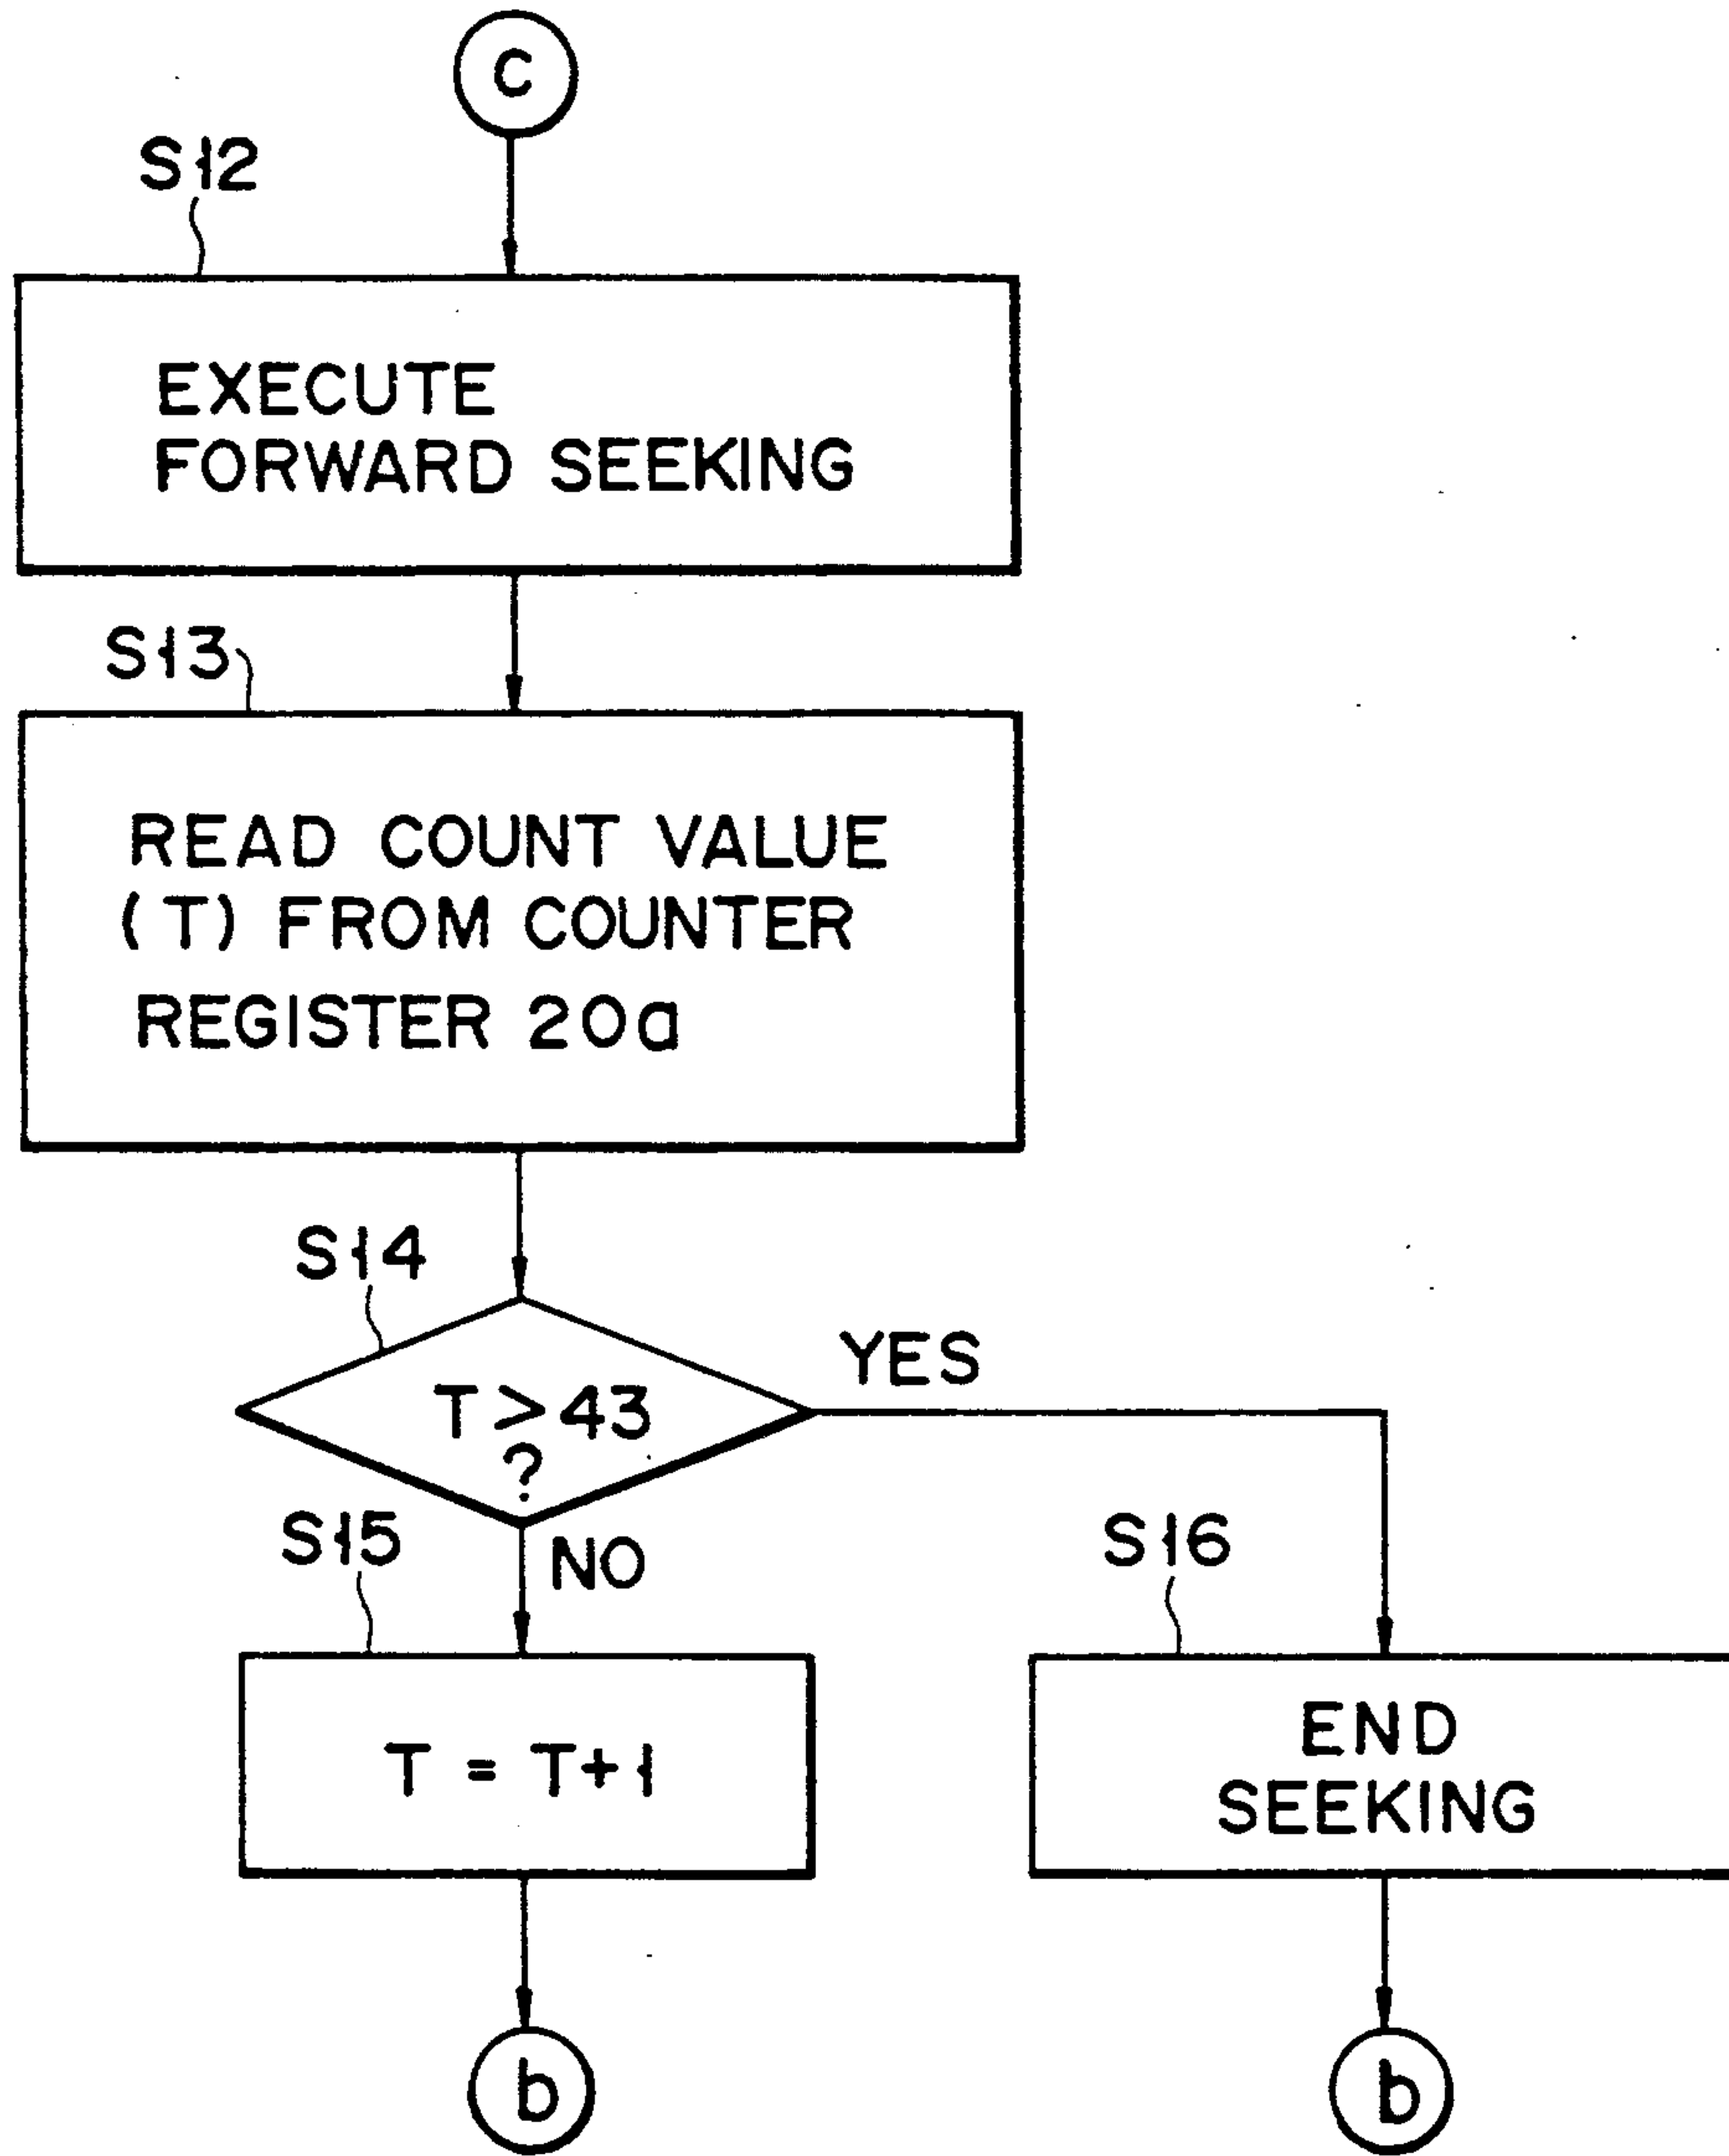 C
S12
EXECUTE
FORWARD SEEKING
S13
READ COUNT VALUE
(T) FROM COUNTER
REGISTER 20a
S14
T>43
?
YES
NO
S15
T = T+1
S16
END
SEEKING
b
b